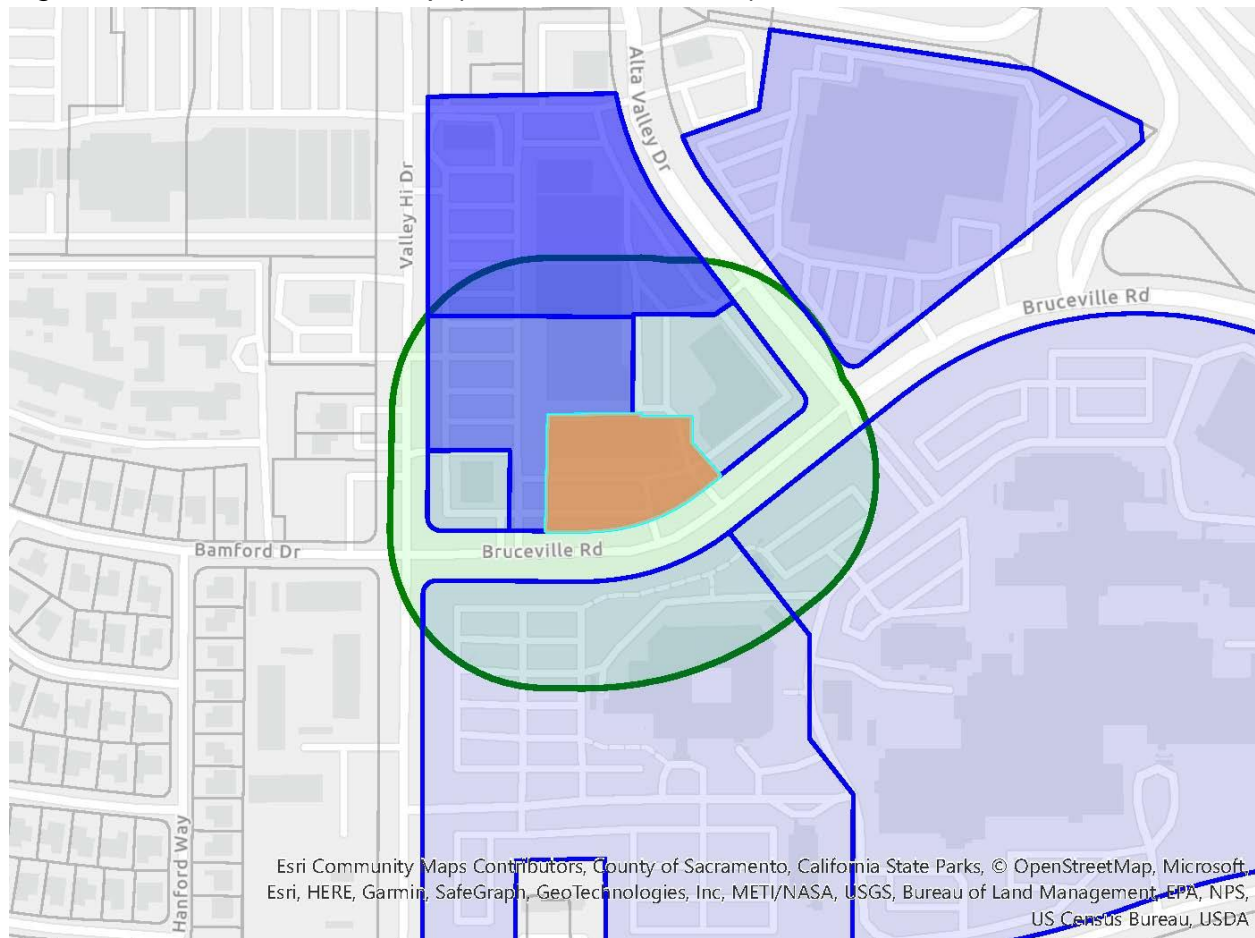 Alta Valley Dr
Valley Hi Dr
Bruceville Rd
Bamford Dr
Bruceville Rd
Hanford Way
Esri Community Maps Contributors, County of Sacramento, California State Parks, © OpenStreetMap, Microsoft,
Esri, HERE, Garmin, SafeGraph, GeoTechnologies, Inc, METI/NASA, USGS, Bureau of Land Management, EPA, NPS,
US Census Bureau, USDA